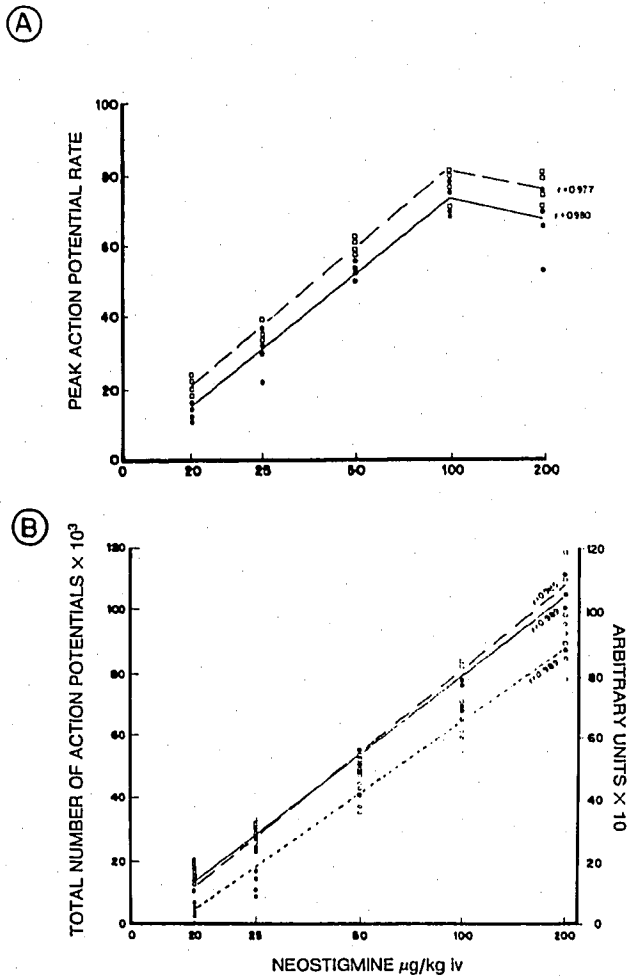 A
PEAK ACTION POTENTIAL RATE
100
80
60
40
20
0
0 20 25 50 100 200
r=0.977
r=0.980
B
TOTAL NUMBER OF ACTION POTENTIALS × 10³
120
100
80
60
40
20
0
20 25 50 100 200
120
100
80
60
40
20
0
ARBITRARY UNITS × 10
NEOSTIGMINE µg/kg iv